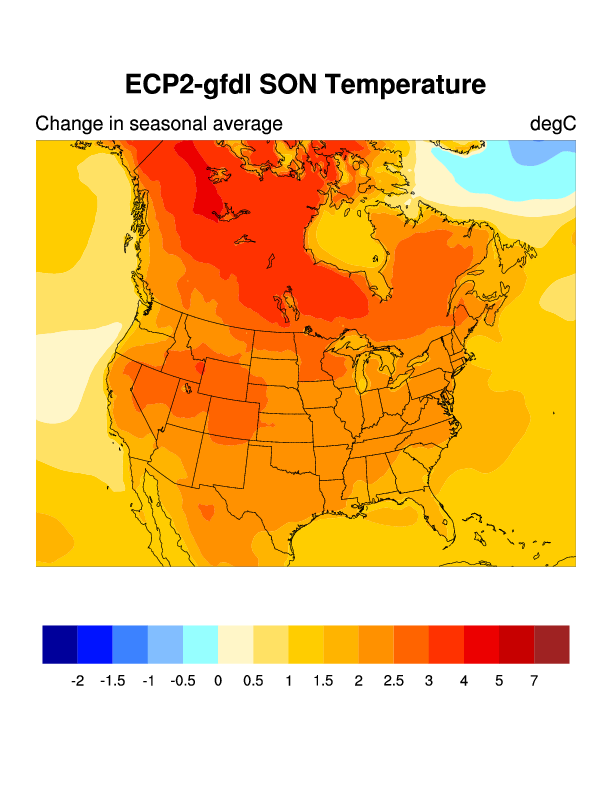 ECP2-gfdl SON Temperature
Change in seasonal average degC
-2 -1.5 -1 -0.5 0 0.5 1 1.5 2 2.5 3 4 5 7